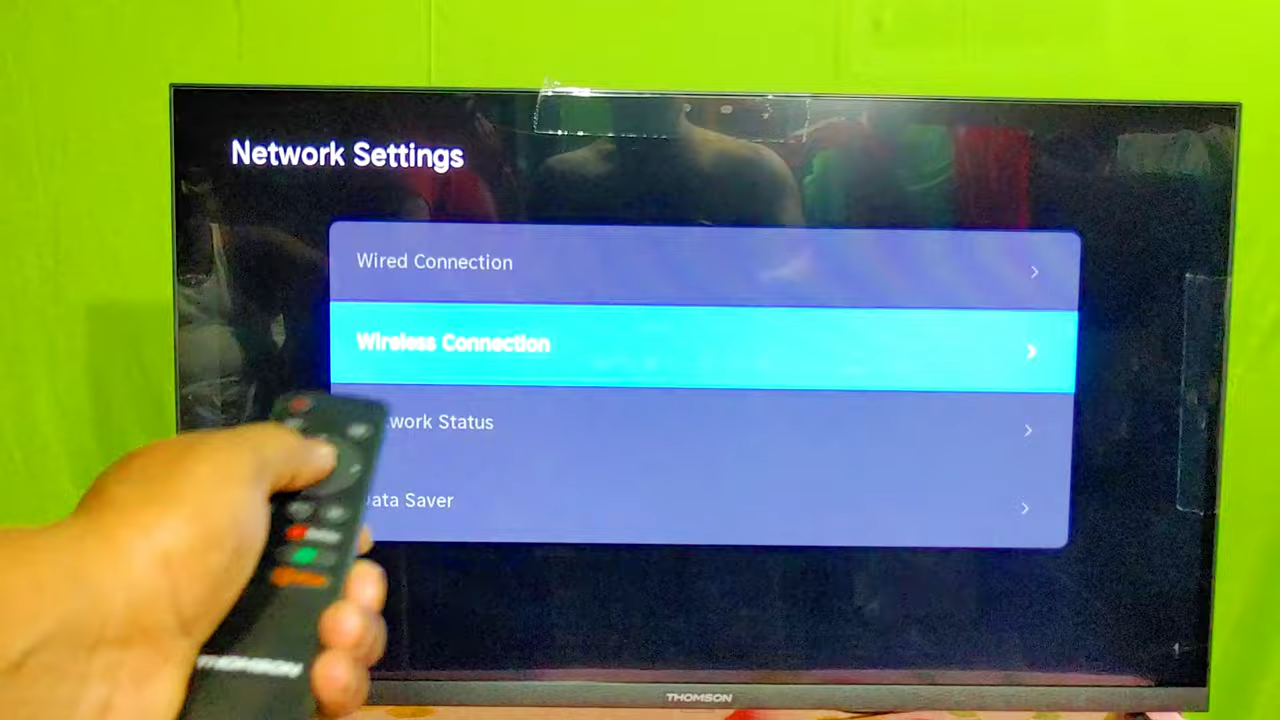 Network Settings
Wired Connection
Wireless Connection
work Status
ata Saver
THOMSON
THOMSON